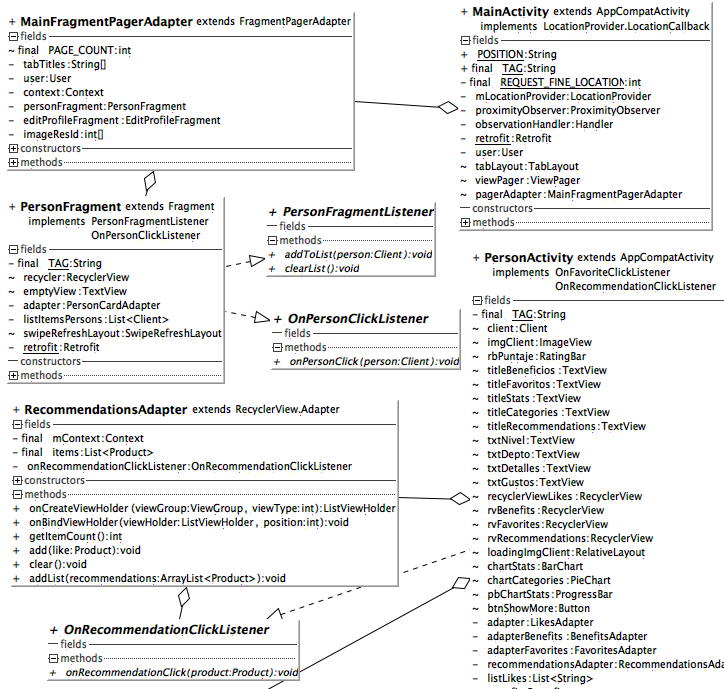 + MainFragmentPagerAdapter extends FragmentPagerAdapter
fields
~ final PAGE_COUNT:int
- tabTitles:String[]
- user:User
- context:Context
- personFragment:PersonFragment
- editProfileFragment:EditProfileFragment
- imageResId:int[]
constructors
methods
+ MainActivity extends AppCompatActivity
implements LocationProvider.LocationCallback
fields
+ POSITION:String
+ final TAG:String
- final REQUEST_FINE_LOCATION:int
- mLocationProvider:LocationProvider
- proximityObserver:ProximityObserver
- observationHandler:Handler
- retrofit:Retrofit
- user:User
~ tabLayout:TabLayout
~ viewPager:ViewPager
~ pagerAdapter:MainFragmentPagerAdapter
constructors
methods
+ PersonFragment extends Fragment
implements PersonFragmentListener
OnPersonClickListener
fields
- final TAG:String
~ recycler:RecyclerView
~ emptyView:TextView
- adapter:PersonCardAdapter
- listItemsPersons:List<Client>
~ swipeRefreshLayout:SwipeRefreshLayout
- retrofit:Retrofit
constructors
methods
+ PersonFragmentListener
fields
methods
+ addToList(person:Client):void
+ clearList():void
+ OnPersonClickListener
fields
methods
+ onPersonClick(person:Client):void
+ PersonActivity extends AppCompatActivity
implements OnFavoriteClickListener
OnRecommendationClickListener
fields
- final TAG:String
~ client:Client
~ imgClient:ImageView
~ rbPuntaje:RatingBar
~ titleBeneficios:TextView
~ titleFavoritos:TextView
~ titleStats:TextView
~ titleCategories:TextView
~ titleRecommendations:TextView
~ txtNivel:TextView
~ txtDepto:TextView
~ txtDetalles:TextView
~ txtGustos:TextView
~ recyclerViewLikes:RecyclerView
~ rvBenefits:RecyclerView
~ rvFavorites:RecyclerView
~ rvRecommendations:RecyclerView
~ loadingImgClient:RelativeLayout
~ chartStats:BarChart
~ chartCategories:PieChart
~ pbChartStats:ProgressBar
~ btnShowMore:Button
- adapter:LikesAdapter
- adapterBenefits:BenefitsAdapter
- adapterFavorites:FavoritesAdapter
- recommendationsAdapter:RecommendationsAda
- listLikes:List<String>
+ RecommendationsAdapter extends RecyclerView.Adapter
fields
- final mContext:Context
- final items:List<Product>
- onRecommendationClickListener:OnRecommendationClickListener
constructors
methods
+ onCreateViewHolder(viewGroup:ViewGroup, viewType:int):ListViewHolder
+ onBindViewHolder(viewHolder:ListViewHolder, position:int):void
+ getItemCount():int
+ add(like:Product):void
+ clear():void
+ addList(recommendations:ArrayList<Product>):void
+ OnRecommendationClickListener
fields
methods
+ onRecommendationClick(product:Product):void